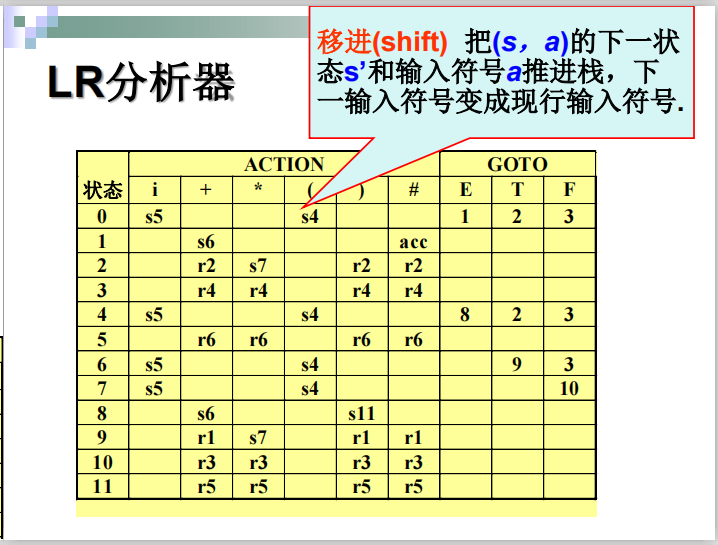 移进(shift) 把(s，a)的下一状
态s’和输入符号a推进栈，下
一输入符号变成现行输入符号.
LR分析器
ACTION GOTO
状态 i + * ( ) # E T F
0 s5 s4 1 2 3
1 s6 acc
2 r2 s7 r2 r2
3 r4 r4 r4 r4
4 s5 s4 8 2 3
5 r6 r6 r6 r6
6 s5 s4 9 3
7 s5 s4 10
8 s6 s11
9 r1 s7 r1 r1
10 r3 r3 r3 r3
11 r5 r5 r5 r5